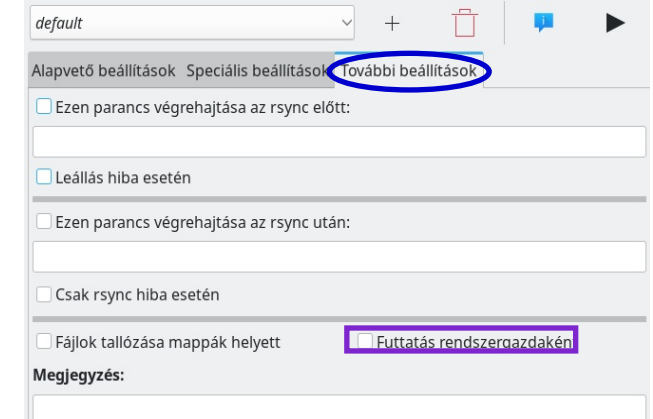 default
Alapvető beállítások Speciális beállítások További beállítások
Ezen parancs végrehajtása az rsync előtt:
Leállás hiba esetén
Ezen parancs végrehajtása az rsync után:
Csak rsync hiba esetén
Fájlok tallózása mappák helyett Futtatás rendszergazdaként
Megjegyzés: